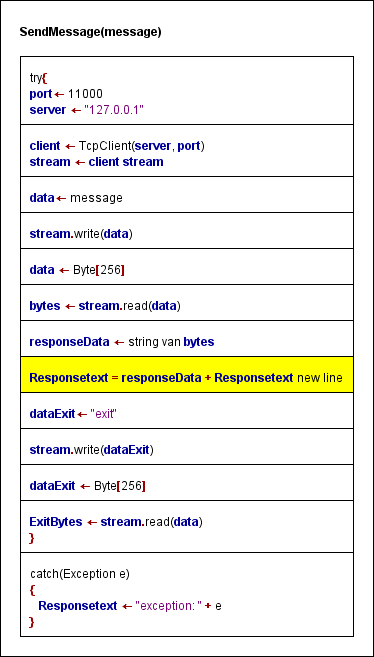 SendMessage(message)
try{
port ← 11000
server ← "127.0.0.1"
client ← TcpClient(server, port)
stream ← client stream
data ← message
stream.write(data)
data ← Byte[256]
bytes ← stream.read(data)
responseData ← string van bytes
Responsetext = responseData + Responsetext new line
dataExit ← "exit"
stream.write(dataExit)
dataExit ← Byte[256]
ExitBytes ← stream.read(data)
}
catch(Exception e)
{
Responsetext ← "exception: " + e
}